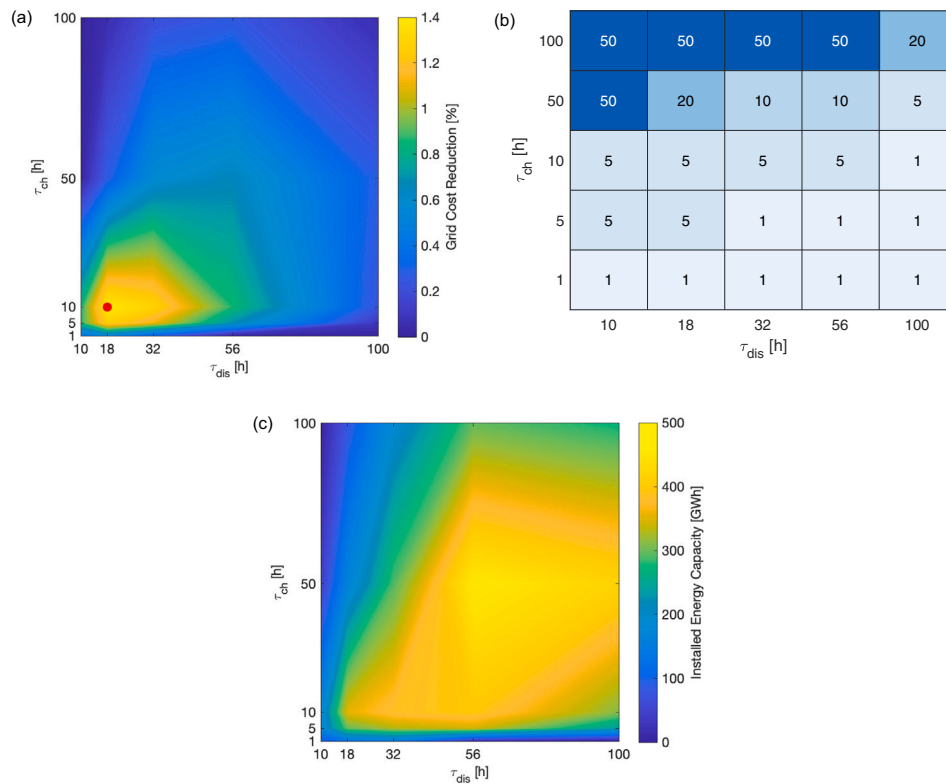 (a)
100
50
10
5
1
τch [h]
10 18 32 56 100
τdis [h]
1.4
1.2
1
0.8
0.6
0.4
0.2
0
Grid Cost Reduction [%]
(b)
100 50 50 50 50 20
50 50 20 10 10 5
10 5 5 5 5 1
5 5 5 1 1 1
1 1 1 1 1 1
τch [h]
10 18 32 56 100
τdis [h]
(c)
100
50
10
5
1
τch [h]
10 18 32 56 100
τdis [h]
500
400
300
200
100
0
Installed Energy Capacity [GWh]